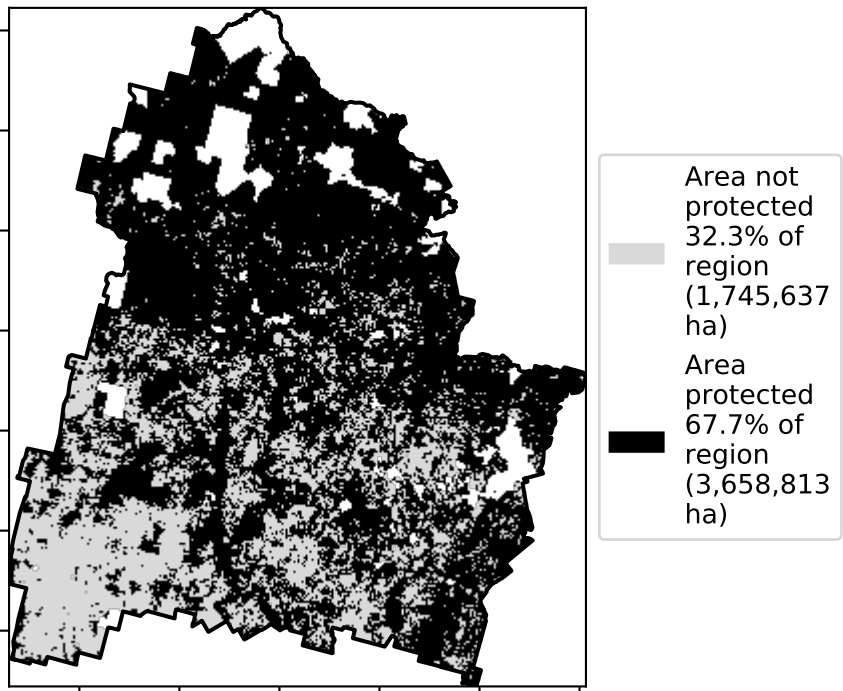 Area not
protected
32.3% of
region
(1,745,637
ha)
Area
protected
67.7% of
region
(3,658,813
ha)